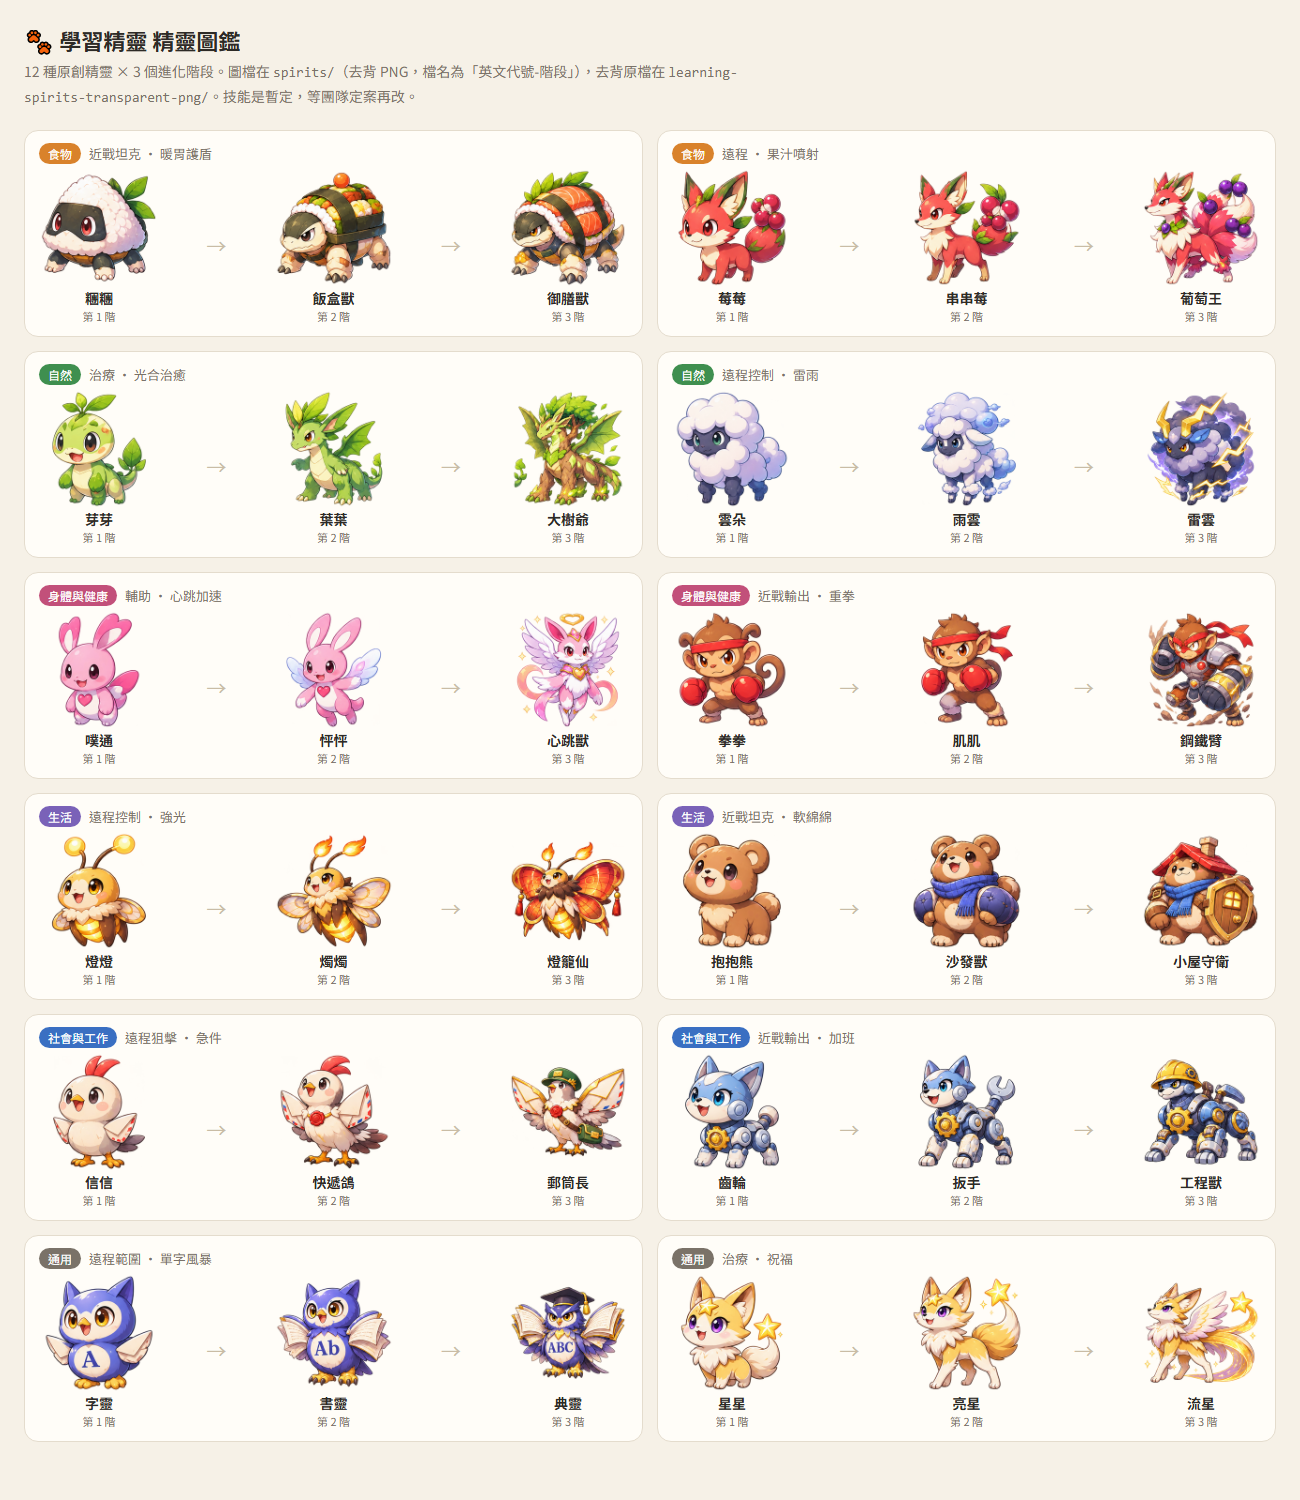 學習精靈 精靈圖鑑
12 種原創精靈 × 3 個進化階段。圖檔在 spirits/（去背 PNG，檔名為「英文代號-階段」），去背原檔在 learning-
spirits-transparent-png/。技能是暫定，等團隊定案再改。
食物 近戰坦克 · 暖胃護盾
糰糰 → 飯盒獸 → 御膳獸
第 1 階 第 2 階 第 3 階
食物 遠程 · 果汁噴射
莓莓 → 串串莓 → 葡萄王
第 1 階 第 2 階 第 3 階
自然 治療 · 光合治癒
芽芽 → 葉葉 → 大樹爺
第 1 階 第 2 階 第 3 階
自然 遠程控制 · 雷雨
雲朵 → 雨雲 → 雷雲
第 1 階 第 2 階 第 3 階
身體與健康 輔助 · 心跳加速
噗通 → 怦怦 → 心跳獸
第 1 階 第 2 階 第 3 階
身體與健康 近戰輸出 · 重拳
拳拳 → 肌肌 → 鋼鐵臂
第 1 階 第 2 階 第 3 階
生活 遠程控制 · 強光
燈燈 → 燭燭 → 燈籠仙
第 1 階 第 2 階 第 3 階
生活 近戰坦克 · 軟綿綿
抱抱熊 → 沙發獸 → 小屋守衛
第 1 階 第 2 階 第 3 階
社會與工作 遠程狙擊 · 急件
信信 → 快遞鴿 → 郵筒長
第 1 階 第 2 階 第 3 階
社會與工作 近戰輸出 · 加班
齒輪 → 扳手 → 工程獸
第 1 階 第 2 階 第 3 階
通用 遠程範圍 · 單字風暴
A Ab ABC
字靈 → 書靈 → 典靈
第 1 階 第 2 階 第 3 階
通用 治療 · 祝福
星星 → 亮星 → 流星
第 1 階 第 2 階 第 3 階